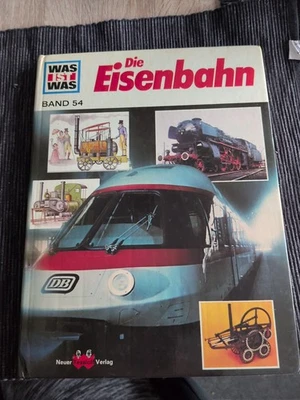 WAS
IST
WAS
BAND 54
Die
Eisenbahn
DB
Neuer Verlag